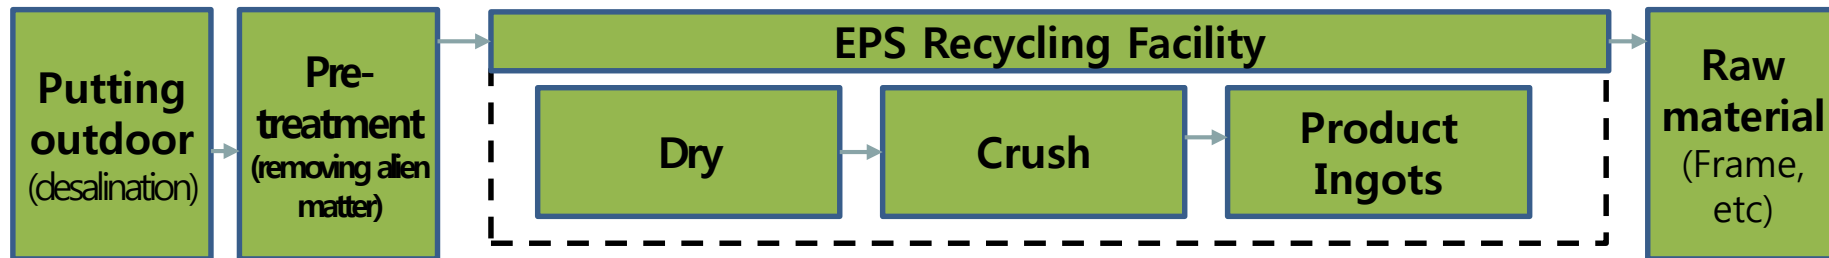 Putting
outdoor
(desalination)
Pre-
treatment
(removing alien
matter)
EPS Recycling Facility
Dry
Crush
Product
Ingots
Raw
material
(Frame,
etc)